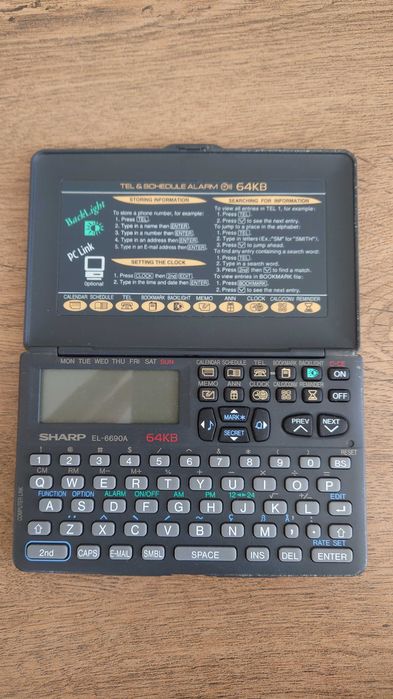 TEL & SCHEDULE ALARM 64KB
BackLight
PC Link
Optional
STORING INFORMATION
To store a phone number, for example:
1. Press [TEL].
2. Type in a name then [ENTER].
3. Type in a number then [ENTER].
4. Type in an address then [ENTER].
5. Type in an E-mail address then [ENTER].
SETTING THE CLOCK
1. Press [CLOCK] then [2nd] [EDIT].
2. Type in the time and date then [ENTER].
SEARCHING FOR INFORMATION
To view all entries in TEL 1, for example:
1. Press [TEL].
2. Press [∨] to see the next entry.
To jump to a place in the alphabet:
1. Press [TEL].
2. Type in letters (Ex.:"SM" for "SMITH").
3. Press [∨] to jump ahead.
To find any entry containing a search word:
1. Press [TEL].
2. Type in a search word.
3. Press [2nd] then [∨] to find a match.
To view entries in BOOKMARK file:
1. Press [BOOKMARK].
2. Press [∨] to see the next entry.
CALENDAR SCHEDULE TEL BOOKMARK BACKLIGHT MEMO ANN CLOCK CALC/CONV REMINDER
MON TUE WED THU FRI SAT SUN
CALENDAR SCHEDULE TEL BOOKMARK BACKLIGHT C•CE
ON
MEMO ANN CLOCK CALC/CONV REMINDER
OFF
MARK
SECRET
PREV NEXT
SHARP EL-6690A 64KB
RESET
1 2 3 4 5 6 7 8 9 0 BS
CM RM M- M+ % + - × ÷
Q W E R T Y U I O P
FUNCTION OPTION ALARM ON/OFF AM PM 12↔24 √ +/- EDIT
A S D F G H J K L
Z X C V B N M , .
RATE SET
2nd CAPS E-MAIL SMBL SPACE INS DEL ENTER
COMPUTER LINK